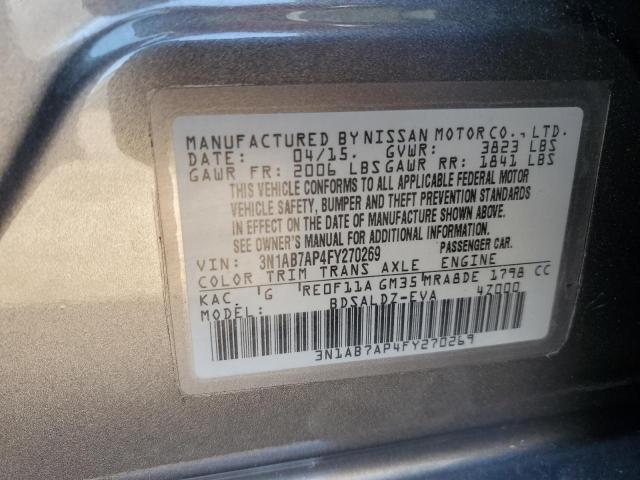 MANUFACTURED BY NISSAN MOTOR CO., LTD.
DATE: 04/15. GVWR: 3823 LBS
GAWR FR: 2006 LBS GAWR RR: 1841 LBS
THIS VEHICLE CONFORMS TO ALL APPLICABLE FEDERAL MOTOR
VEHICLE SAFETY, BUMPER AND THEFT PREVENTION STANDARDS
IN EFFECT ON THE DATE OF MANUFACTURE SHOWN ABOVE.
SEE OWNER'S MANUAL FOR ADDITIONAL INFORMATION
VIN: 3N1AB7AP4FY270269 PASSENGER CAR.
COLOR TRIM TRANS AXLE ENGINE
KAC. G RE0F11A GM35 MRA8DE 1798 CC
MODEL: BDSALDZ-EVA 47000
3N1AB7AP4FY270269